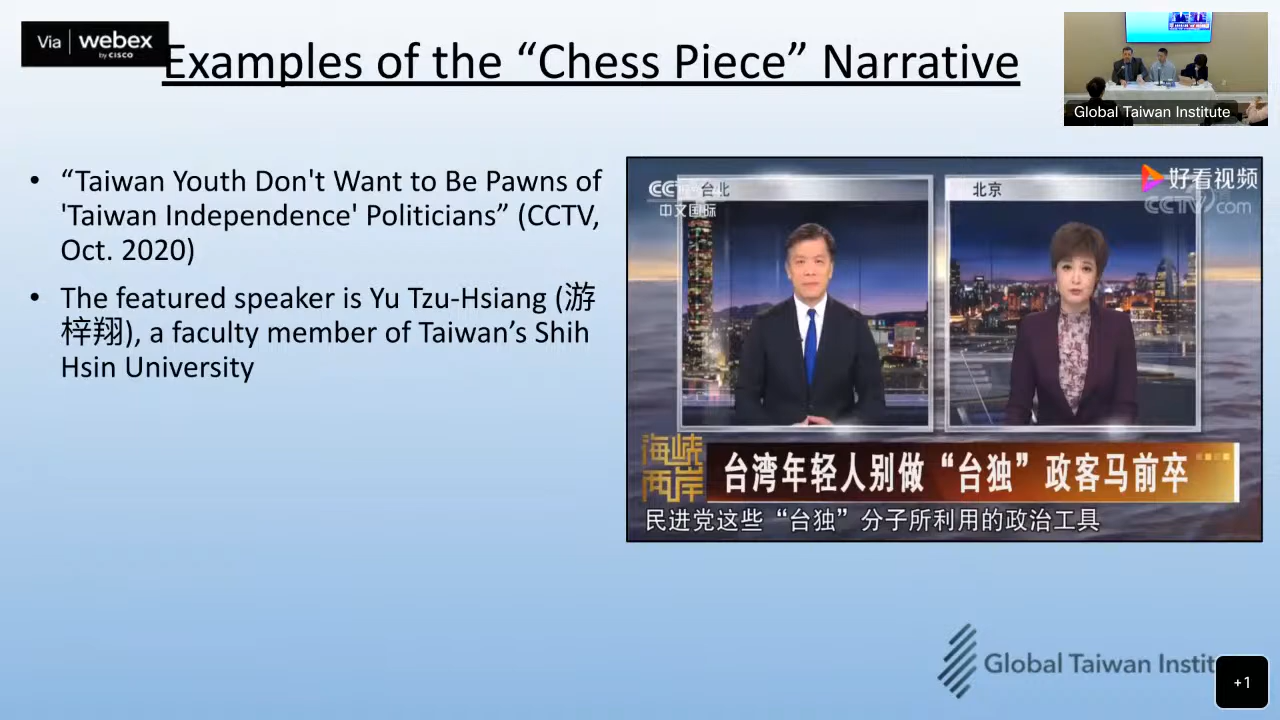 Via webex
by CISCO
Examples of the “Chess Piece” Narrative
Global Taiwan Institute
• “Taiwan Youth Don't Want to Be Pawns of
'Taiwan Independence' Politicians” (CCTV,
Oct. 2020)
• The featured speaker is Yu Tzu-Hsiang (游
梓翔), a faculty member of Taiwan’s Shih
Hsin University
台北
中文国际
北京
好看视频
CCTV.com
海峡
两岸
台湾年轻人别做“台独”政客马前卒
民进党这些“台独”分子所利用的政治工具
Global Taiwan Instit
+1